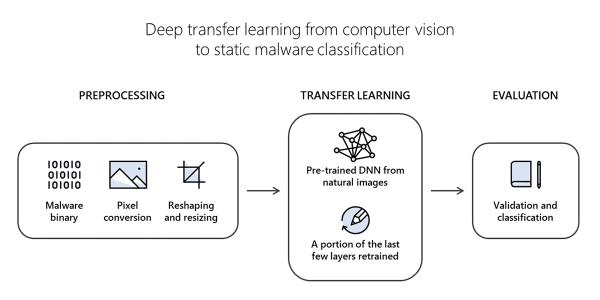 Deep transfer learning from computer vision
to static malware classification
PREPROCESSING
TRANSFER LEARNING
EVALUATION
101010
010101
101010
Malware
binary
Pixel
conversion
Reshaping
and resizing
Pre-trained DNN from
natural images
A portion of the last
few layers retrained
Validation and
classification